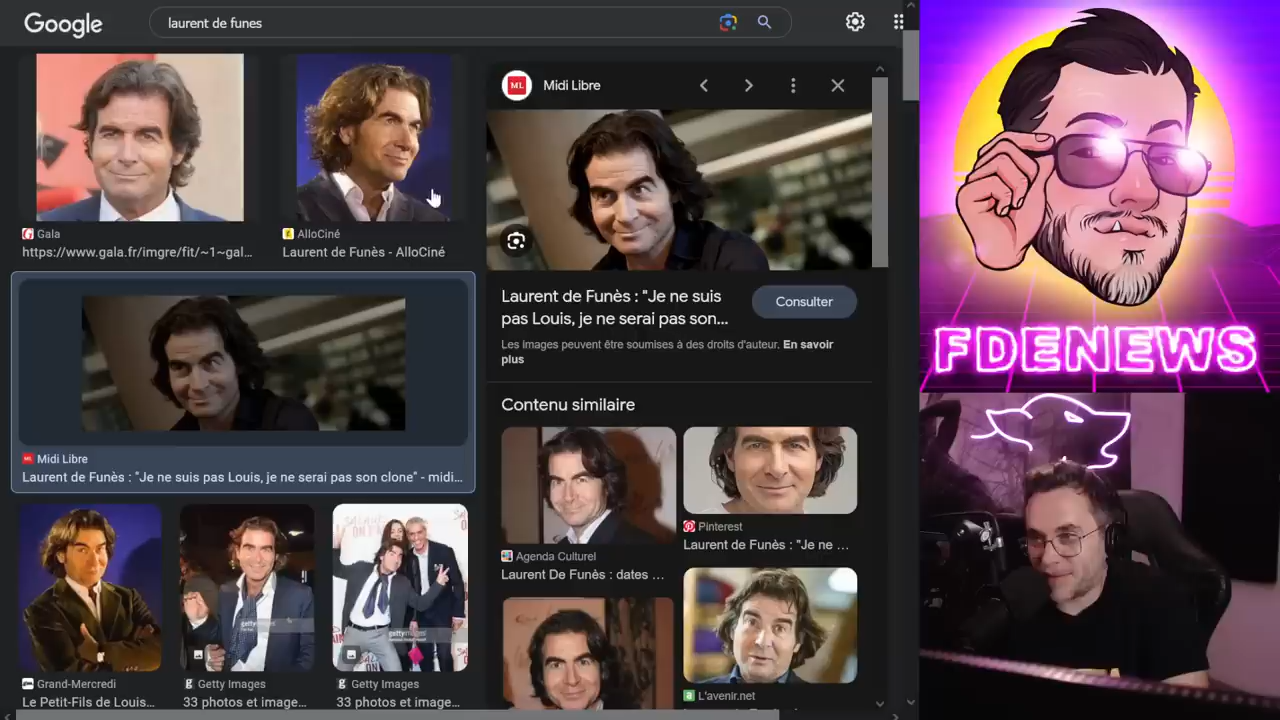 Google
laurent de funes
Gala
https://www.gala.fr/imgre/fit/~1~gal...
AlloCiné
Laurent de Funès - AlloCiné
ML
Midi Libre
Laurent de Funès : "Je ne suis pas Louis, je ne serai pas son clone" - midi...
Grand-Mercredi
Le Petit-Fils de Louis...
gettyimages
Getty Images
33 photos et image...
gettyimages
Getty Images
33 photos et image...
ML
Midi Libre
Laurent de Funès : "Je ne suis
pas Louis, je ne serai pas son...
Consulter
Les images peuvent être soumises à des droits d'auteur. En savoir
plus
Contenu similaire
Agenda Culturel
Laurent De Funès : dates ...
Pinterest
Laurent de Funès : "Je ne ...
L'avenir.net
FDENEWS